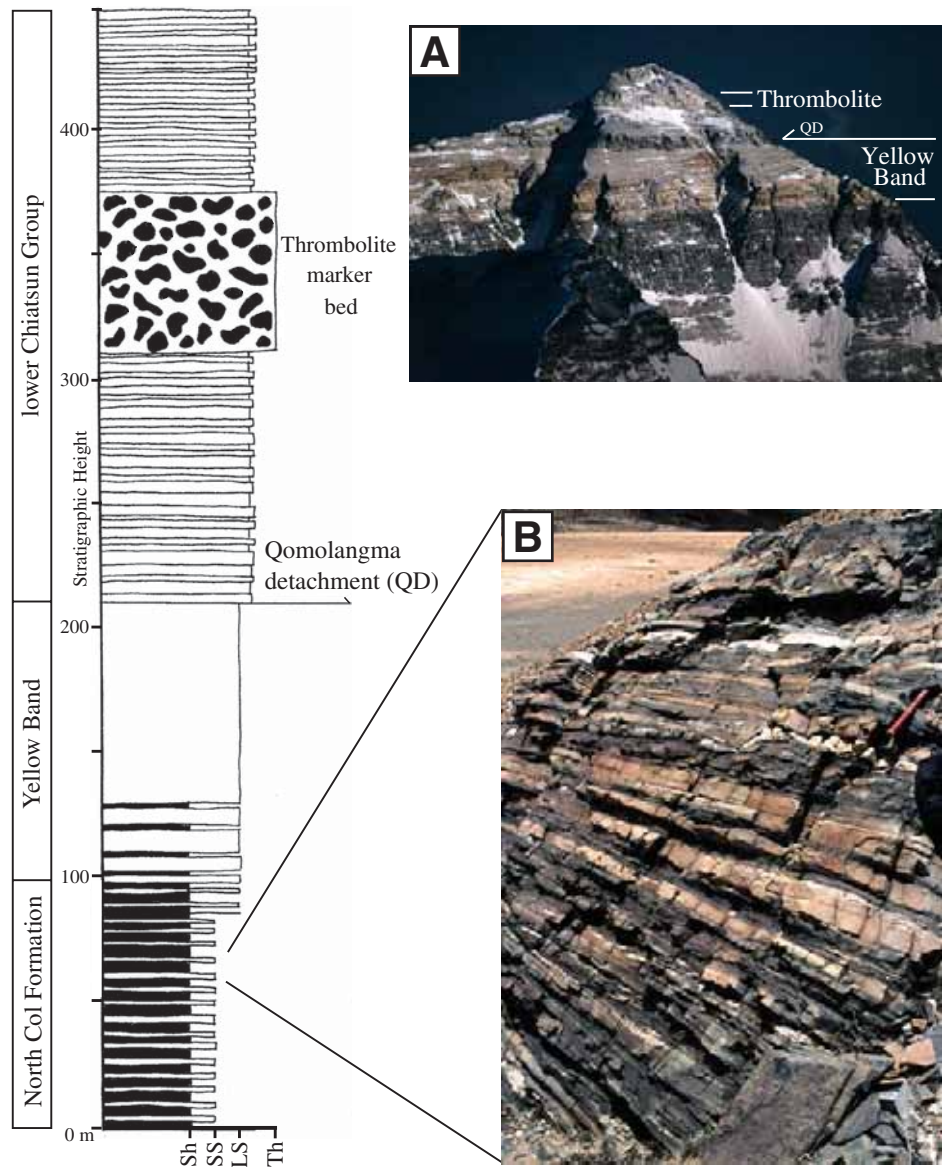 lower Chiatsun Group
Yellow Band
North Col Formation
Stratigraphic Height
400
300
200
100
0 m
Sh
SS
LS
Th
Thrombolite
marker
bed
Qomolangma
detachment (QD)
A
Thrombolite
QD
Yellow
Band
B